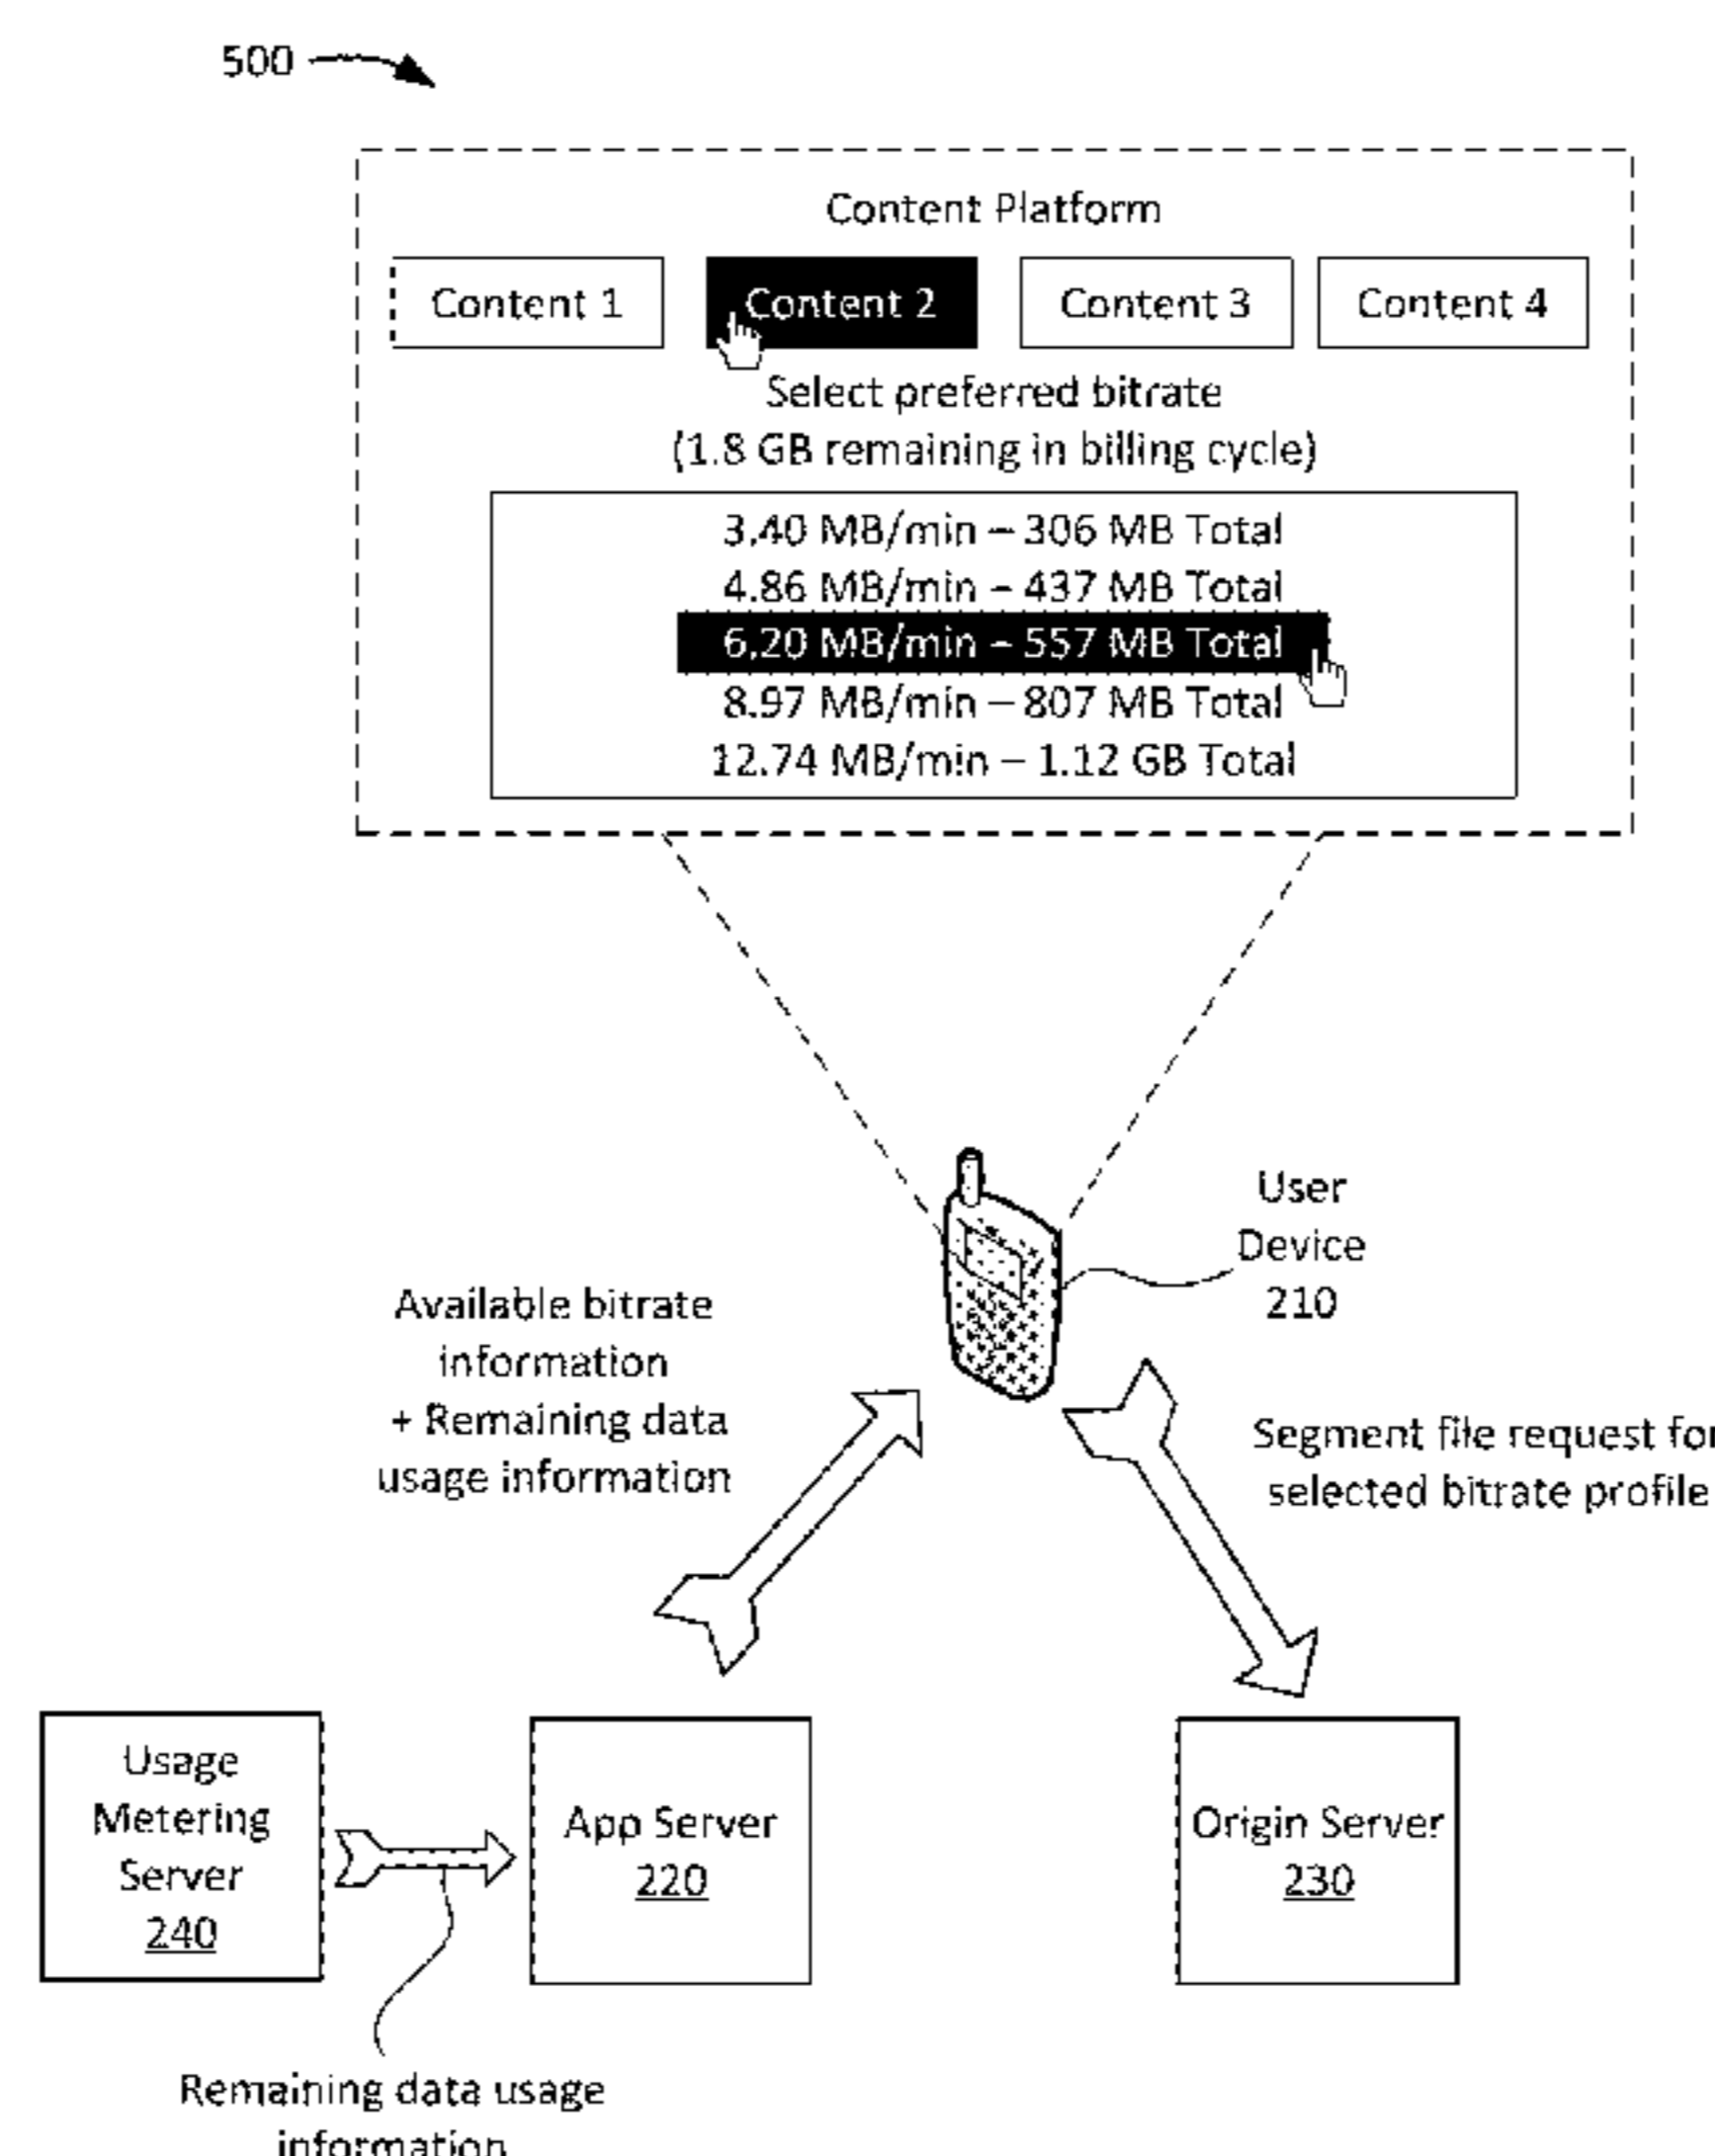 500
Content Platform
Content 1
Content 2
Content 3
Content 4
Select preferred bitrate
(1.8 GB remaining in billing cycle)
3.40 MB/min – 306 MB Total
4.86 MB/min – 437 MB Total
6.20 MB/min – 557 MB Total
8.97 MB/min – 807 MB Total
12.74 MB/min – 1.12 GB Total
User
Device
210
Available bitrate
information
+ Remaining data
usage information
Segment file request for
selected bitrate profile
Usage
Metering
Server
240
App Server
220
Origin Server
230
Remaining data usage
information